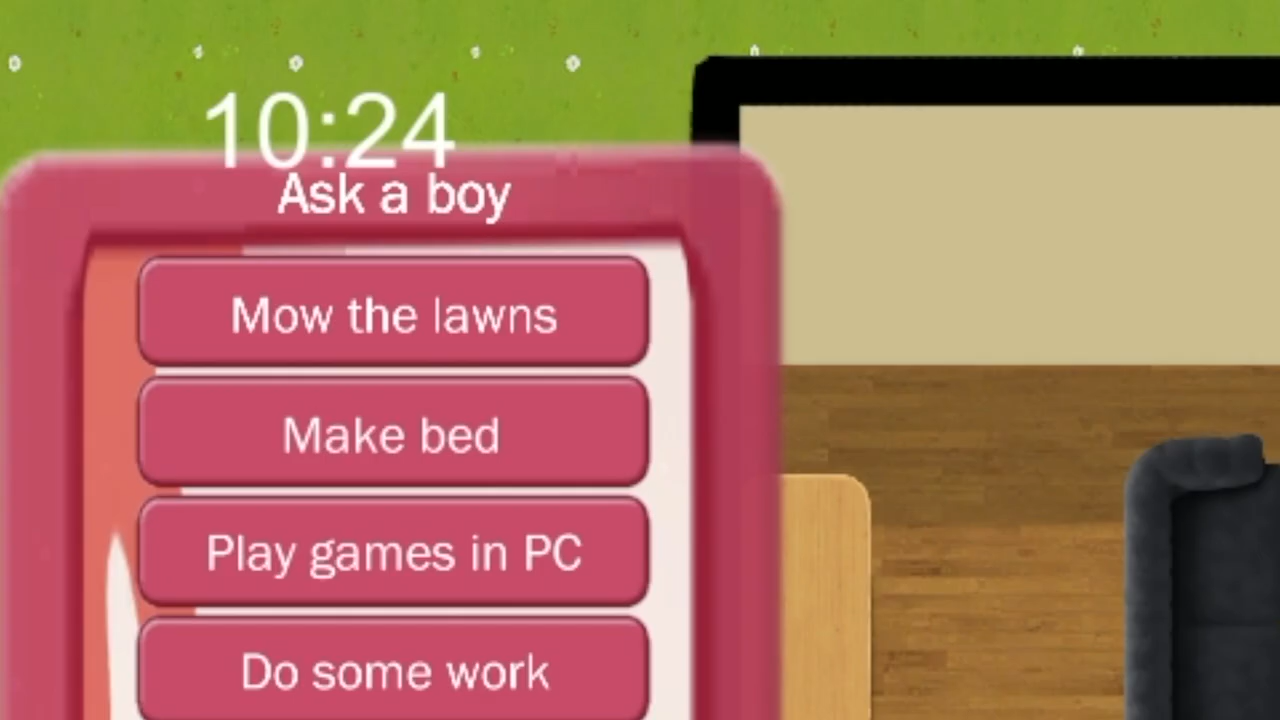 10:24
Ask a boy
Mow the lawns
Make bed
Play games in PC
Do some work